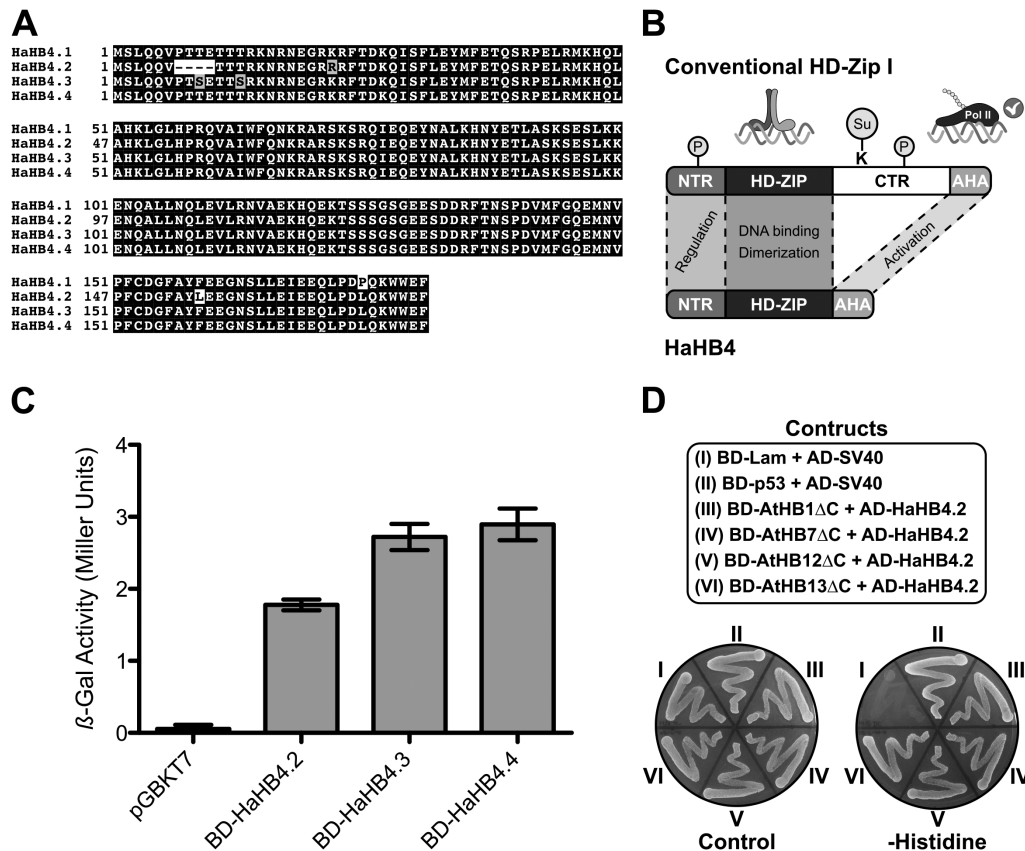 A
HaHB4.1 1 MSLQQVPTTETTTRKNRNEGRKRFTDKQISFLEYMFETQSRPELRMKHQL
HaHB4.2 1 MSLQQV----TTTRKNRNEGRRRFTDKQISFLEYMFETQSRPELRMKHQL
HaHB4.3 1 MSLQQVPTSETTSRKNRNEGRKRFTDKQISFLEYMFETQSRPELRMKHQL
HaHB4.4 1 MSLQQVPTTETTTRKNRNEGRKRFTDKQISFLEYMFETQSRPELRMKHQL
HaHB4.1 51 AHKLGLHPRQVAIWFQNKRARSKSRQIEQEYNALKHNYETLASKSESLKK
HaHB4.2 47 AHKLGLHPRQVAIWFQNKRARSKSRQIEQEYNALKHNYETLASKSESLKK
HaHB4.3 51 AHKLGLHPRQVAIWFQNKRARSKSRQIEQEYNALKHNYETLASKSESLKK
HaHB4.4 51 AHKLGLHPRQVAIWFQNKRARSKSRQIEQEYNALKHNYETLASKSESLKK
HaHB4.1 101 ENQALLNQLEVLRNVAEKHQEKTSSSGSGEESDDRFTNSPDVMFGQEMNV
HaHB4.2 97 ENQALLNQLEVLRNVAEKHQEKTSSSGSGEESDDRFTNSPDVMFGQEMNV
HaHB4.3 101 ENQALLNQLEVLRNVAEKHQEKTSSSGSGEESDDRFTNSPDVMFGQEMNV
HaHB4.4 101 ENQALLNQLEVLRNVAEKHQEKTSSSGSGEESDDRFTNSPDVMFGQEMNV
HaHB4.1 151 PFCDGFAYFEEGNSLLEIEEQLPDPQKWWEF
HaHB4.2 147 PFCDGFAYLEEGNSLLEIEEQLPDLQKWWEF
HaHB4.3 151 PFCDGFAYFEEGNSLLEIEEQLPDLQKWWEF
HaHB4.4 151 PFCDGFAYFEEGNSLLEIEEQLPDLQKWWEF
B
Conventional HD-Zip I
Su
Pol II
P
K
P
NTR HD-ZIP CTR AHA
Regulation
DNA binding
Dimerization
Activation
NTR HD-ZIP AHA
HaHB4
C
ß-Gal Activity (Miller Units)
4
3
2
1
0
pGBKT7
BD-HaHB4.2
BD-HaHB4.3
BD-HaHB4.4
D
Contructs
(I) BD-Lam + AD-SV40
(II) BD-p53 + AD-SV40
(III) BD-AtHB1∆C + AD-HaHB4.2
(IV) BD-AtHB7∆C + AD-HaHB4.2
(V) BD-AtHB12∆C + AD-HaHB4.2
(VI) BD-AtHB13∆C + AD-HaHB4.2
II
I
III
VI
IV
V
Control
II
I
III
VI
IV
V
-Histidine